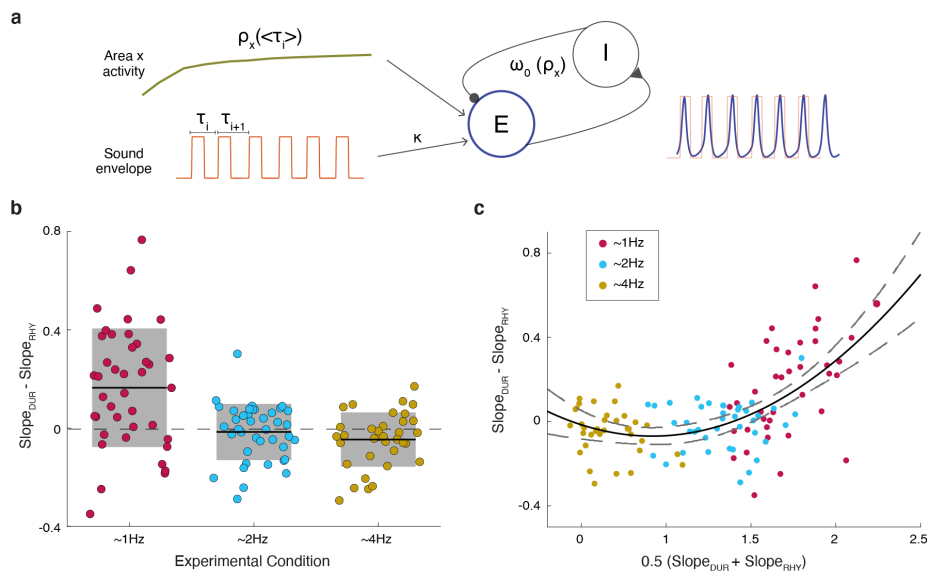 a
Area x
activity
ρx(<τi>)
τi τi+1
Sound
envelope
κ
ω0 (ρx)
I
E
b
0.8
0.4
0
-0.4
SlopeDUR - SlopeRHY
~1Hz ~2Hz ~4Hz
Experimental Condition
c
~1Hz
~2Hz
~4Hz
0.8
0.4
0
-0.4
SlopeDUR - SlopeRHY
0 1 1 1.5 2 2.5
0.5 (SlopeDUR + SlopeRHY)